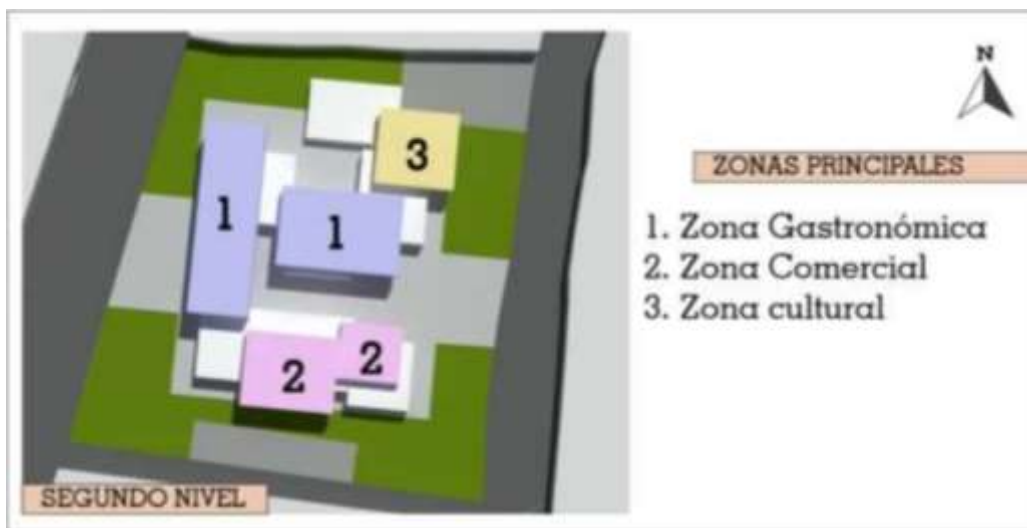 N
ZONAS PRINCIPALES
1. Zona Gastronómica
2. Zona Comercial
3. Zona cultural
3
1
1
2
2
SEGUNDO NIVEL